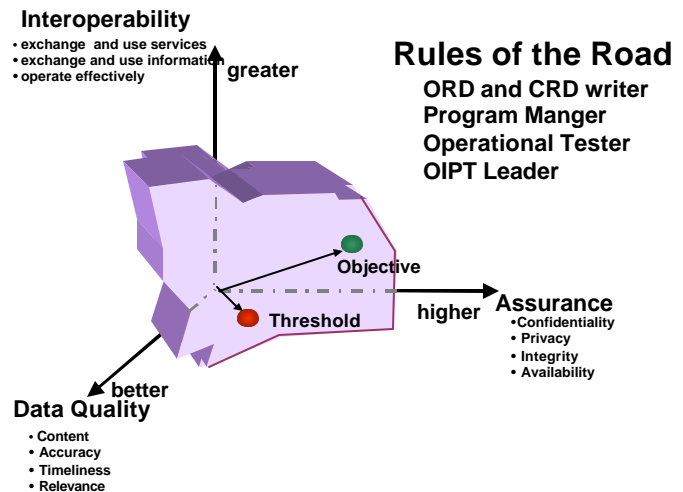 Interoperability
• exchange and use services
• exchange and use information
• operate effectively
greater
Rules of the Road
ORD and CRD writer
Program Manger
Operational Tester
OIPT Leader
Objective
Threshold
higher
Assurance
•Confidentiality
• Privacy
• Integrity
• Availability
better
Data Quality
• Content
• Accuracy
• Timeliness
• Relevance